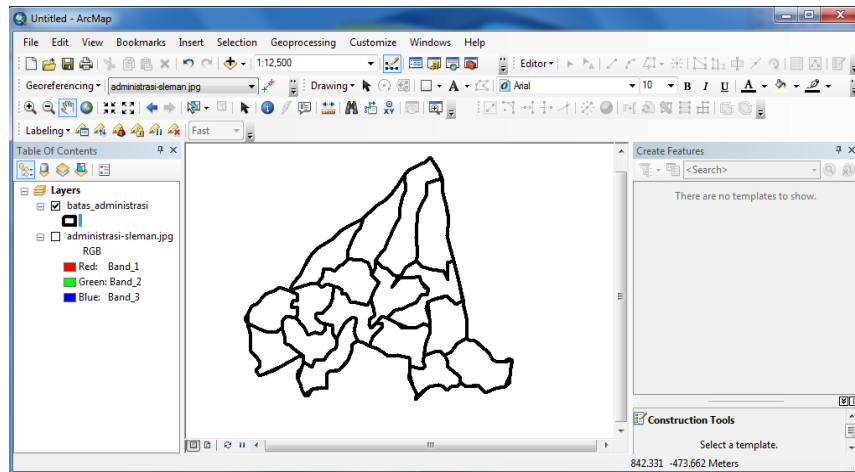 Untitled - ArcMap
File Edit View Bookmarks Insert Selection Geoprocessing Customize Windows Help
1:12.500 Editor
Georeferencing administrasi-sleman.jpg Drawing A Arial 10 B I U A
Labeling Fast
Table Of Contents
Create Features
<Search>
Layers
There are no templates to show.
batas_administrasi
administrasi-sleman.jpg
RGB
Red: Band_1
Green: Band_2
Blue: Band_3
Construction Tools
Select a template.
842.331 -473.662 Meters